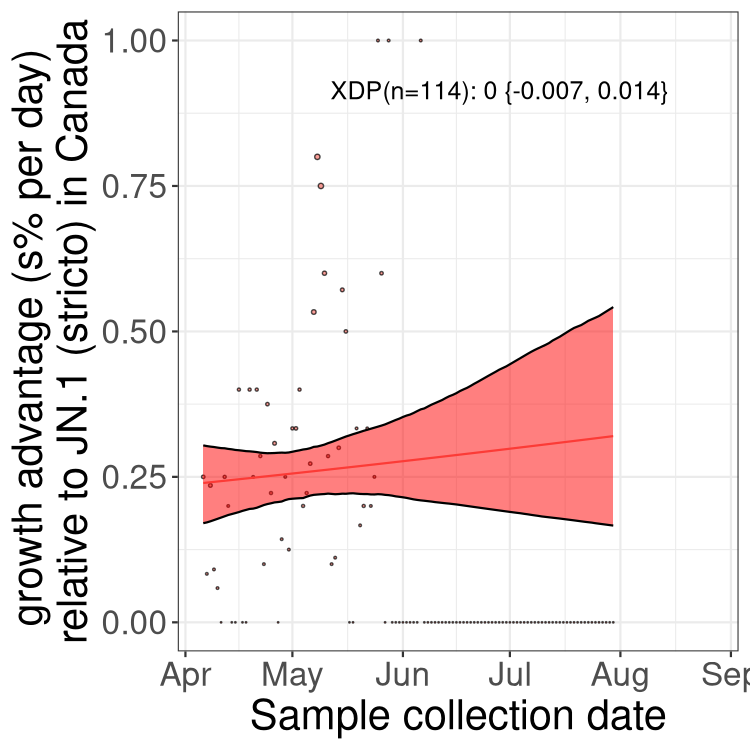 growth advantage (s% per day)
relative to JN.1 (stricto) in Canada
1.00
0.75
0.50
0.25
0.00
XDP(n=114): 0 {-0.007, 0.014}
Apr May Jun Jul Aug Sep
Sample collection date